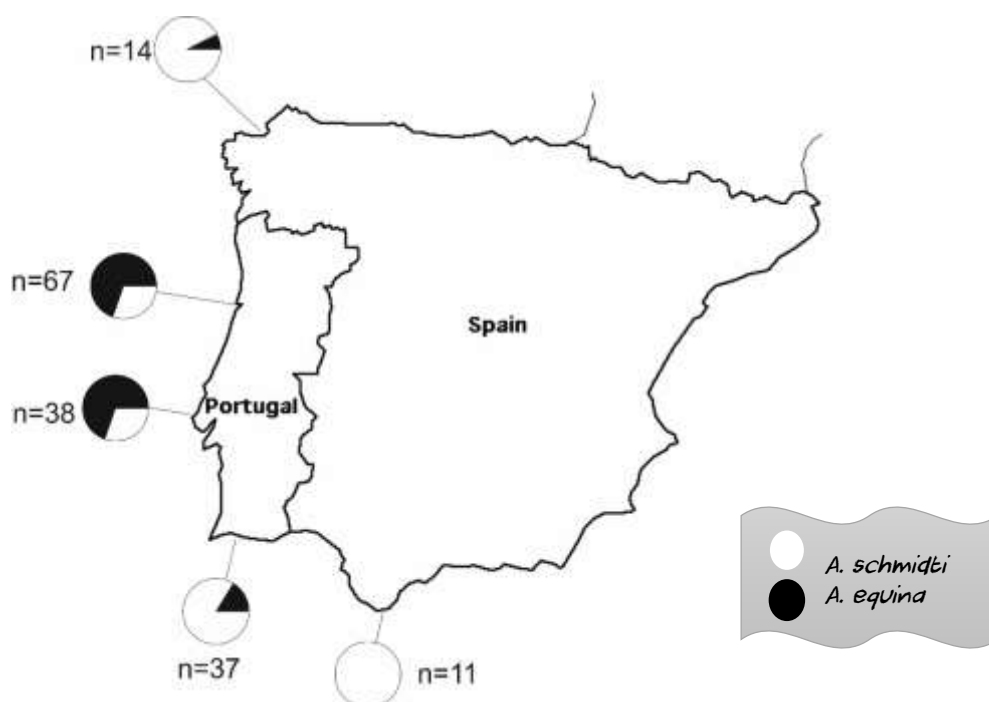 n=14
n=67
Spain
n=38
Portugal
A. schmidti
A. equina
n=37
n=11